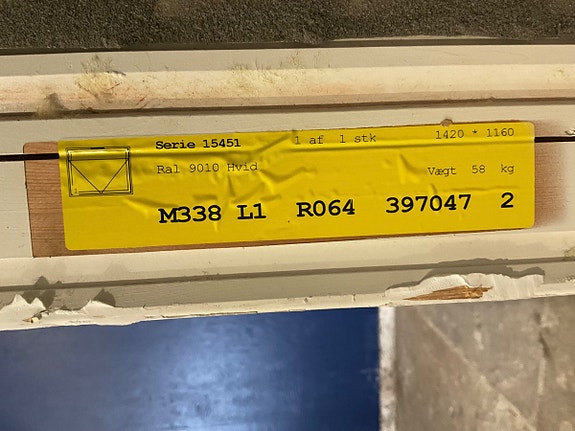 Serie 15451 1 af 1 stk 1420 * 1160
Ral 9010 Hvid Vægt 58 kg
M338 L1 R064 397047 2